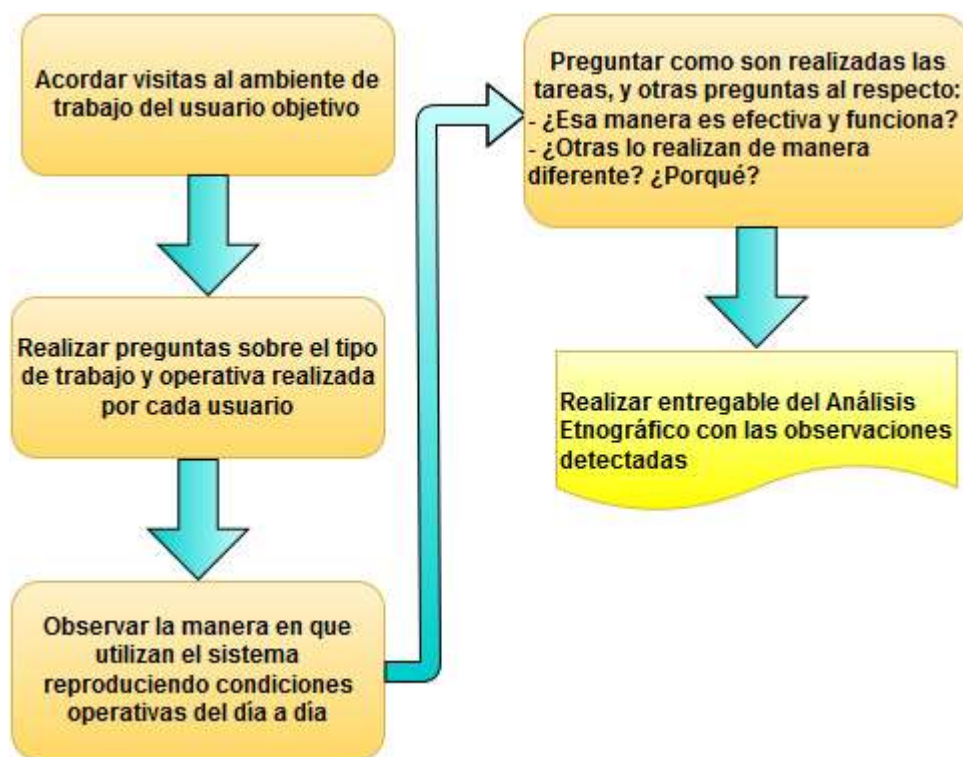 Acordar visitas al ambiente de
trabajo del usuario objetivo
Realizar preguntas sobre el tipo
de trabajo y operativa realizada
por cada usuario
Observar la manera en que
utilizan el sistema
reproduciendo condiciones
operativas del día a día
Preguntar como son realizadas las
tareas, y otras preguntas al respecto:
- ¿Esa manera es efectiva y funciona?
- ¿Otras lo realizan de manera
diferente? ¿Porqué?
Realizar entregable del Análisis
Etnográfico con las observaciones
detectadas